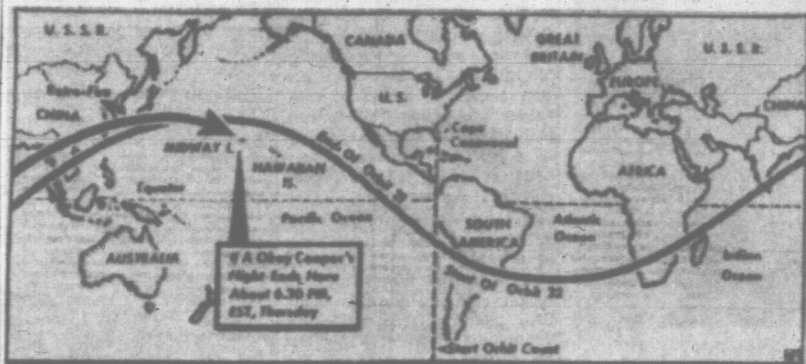 U. S. S. R.
CANADA
GREAT
BRITAIN
U. S. S. R.
EUROPE
Retro-Fire
CHINA
U. S.
CHINA
Cape
Canaveral
MIDWAY I.
HAWAIIAN
IS.
End Of Orbit 21
AFRICA
Equator
Pacific Ocean
SOUTH
AMERICA
Atlantic
Ocean
AUSTRALIA
Indian
Ocean
If A Okay Cooper's
Flight Ends Here
About 6:30 PM,
EST, Thursday
Start Of Orbit 22
Start Orbit Count